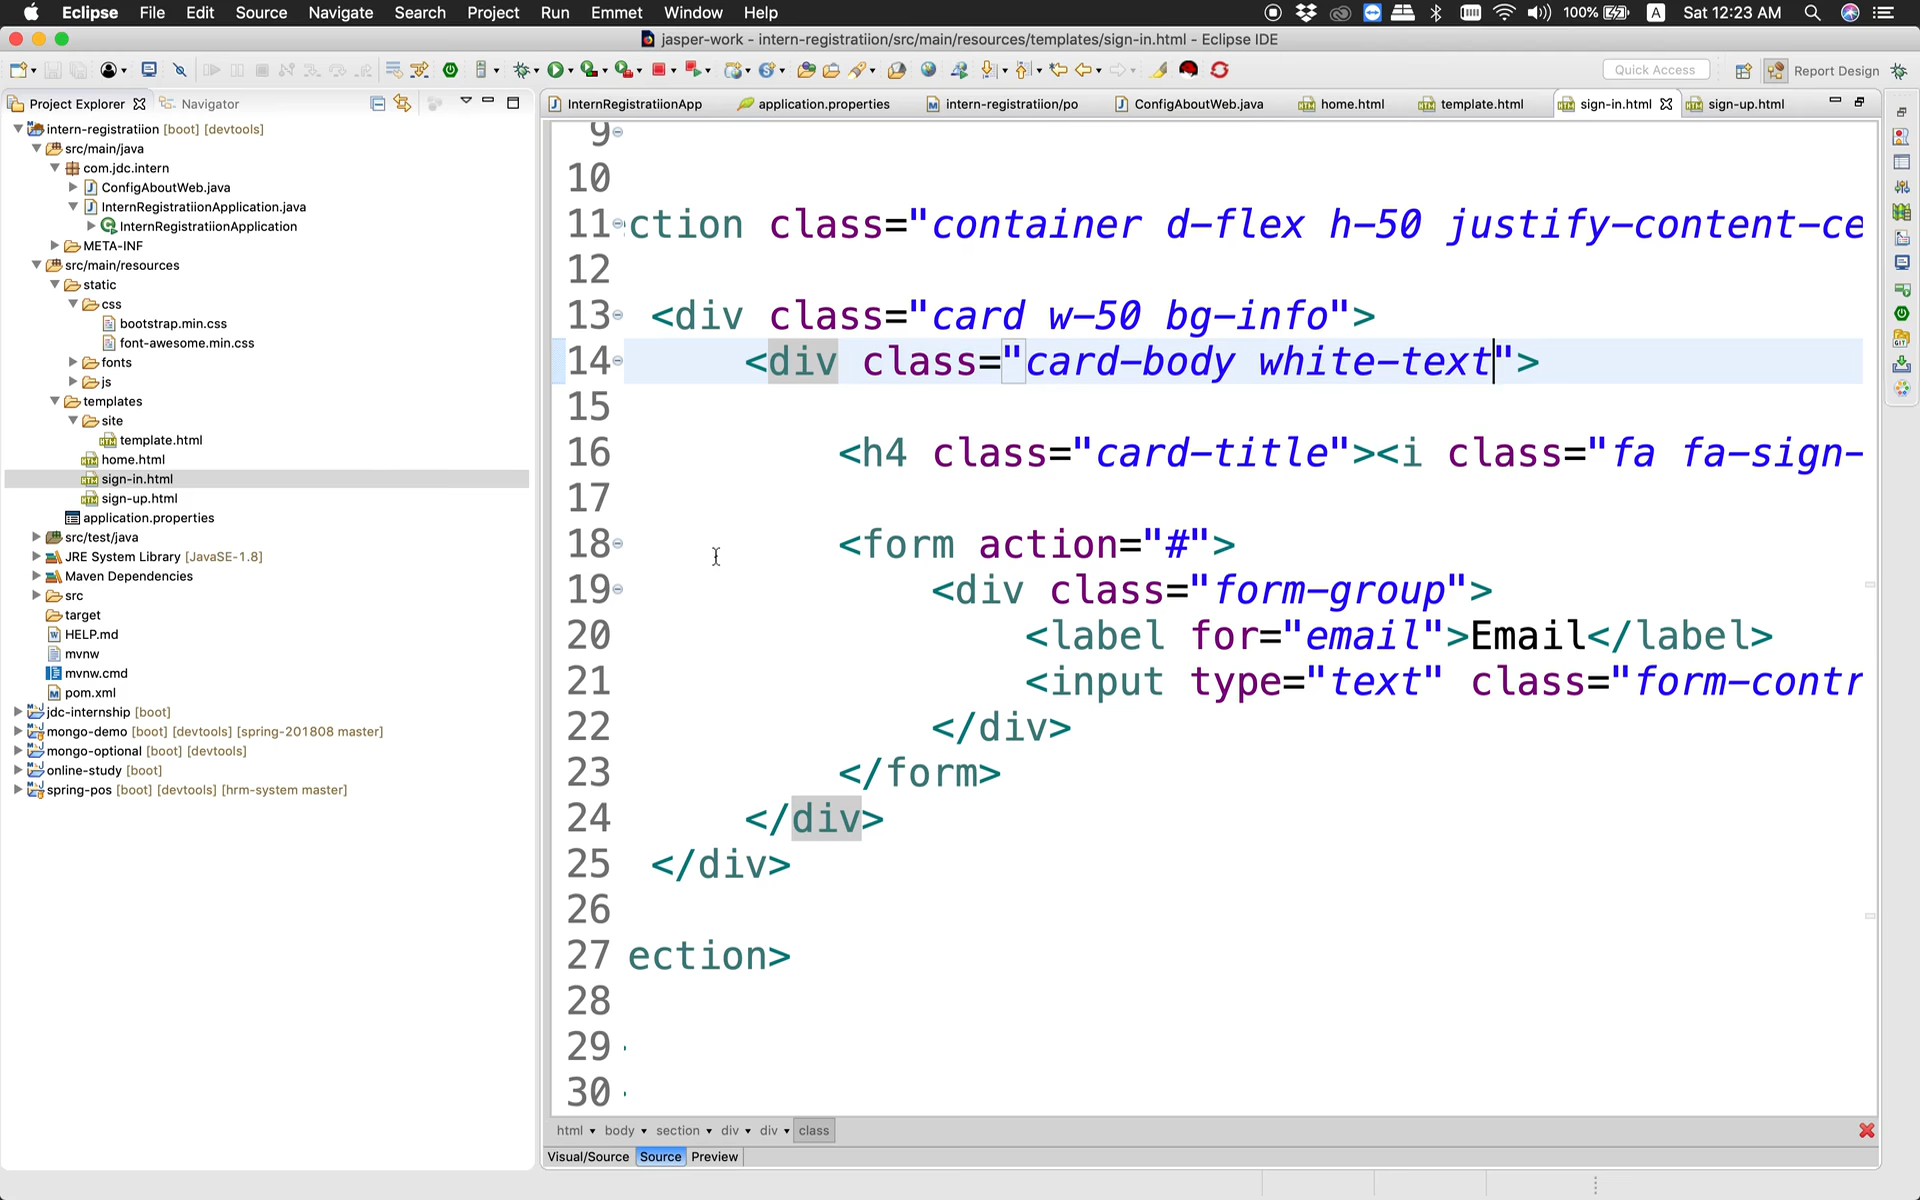 Eclipse File Edit Source Navigate Search Project Run Emmet Window Help 100% A Sat 12:23 AM
jasper-work - intern-registratiion/src/main/resources/templates/sign-in.html - Eclipse IDE
Quick Access Report Design
Project Explorer Navigator
InternRegistratiionApp application.properties intern-registratiion/po ConfigAboutWeb.java home.html template.html sign-in.html sign-up.html
intern-registratiion [boot] [devtools]
src/main/java
com.jdc.intern
ConfigAboutWeb.java
InternRegistratiionApplication.java
InternRegistratiionApplication
META-INF
src/main/resources
static
css
bootstrap.min.css
font-awesome.min.css
fonts
js
templates
site
template.html
home.html
sign-in.html
sign-up.html
application.properties
src/test/java
JRE System Library [JavaSE-1.8]
Maven Dependencies
src
target
HELP.md
mvnw
mvnw.cmd
pom.xml
jdc-internship [boot]
mongo-demo [boot] [devtools] [spring-201808 master]
mongo-optional [boot] [devtools]
online-study [boot]
spring-pos [boot] [devtools] [hrm-system master]
9
10
11 ction class="container d-flex h-50 justify-content-ce
12
13 <div class="card w-50 bg-info">
14 <div class="card-body white-text">
15
16 <h4 class="card-title"><i class="fa fa-sign-
17
18 <form action="#">
19 <div class="form-group">
20 <label for="email">Email</label>
21 <input type="text" class="form-contr
22 </div>
23 </form>
24 </div>
25 </div>
26
27 ection>
28
29
30
html body section div div class
Visual/Source Source Preview